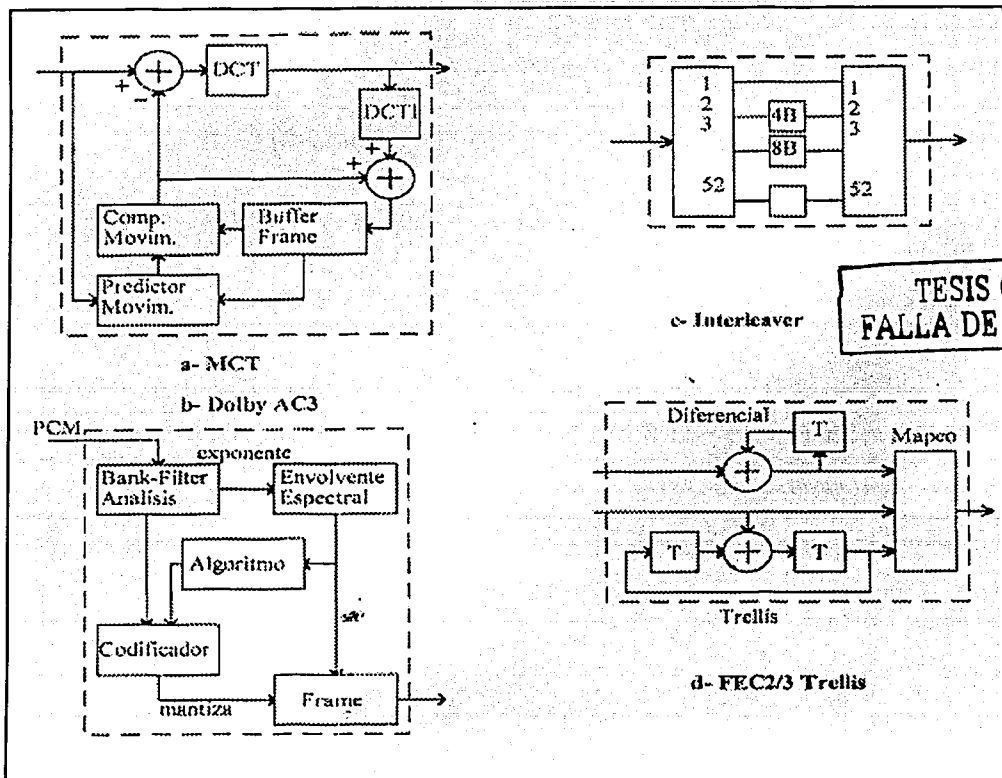 DCT
+
+
-
DCTI
+
+
+
+
Comp.
Movim.
Buffer
Frame
Predictor
Movim.
a- MCT
1
2
3
52
4B
8B
1
2
3
52
c- Interleaver
TESIS
FALLA DE
b- Dolby AC3
PCM
exponente
Bank-Filter
Analísis
Envolvente
Espectral
Algoritmo
Codificador
mantiza
Frame
Diferencial
T
Mapeo
+
T
+
T
Trellis
d- FEC2/3 Trellis